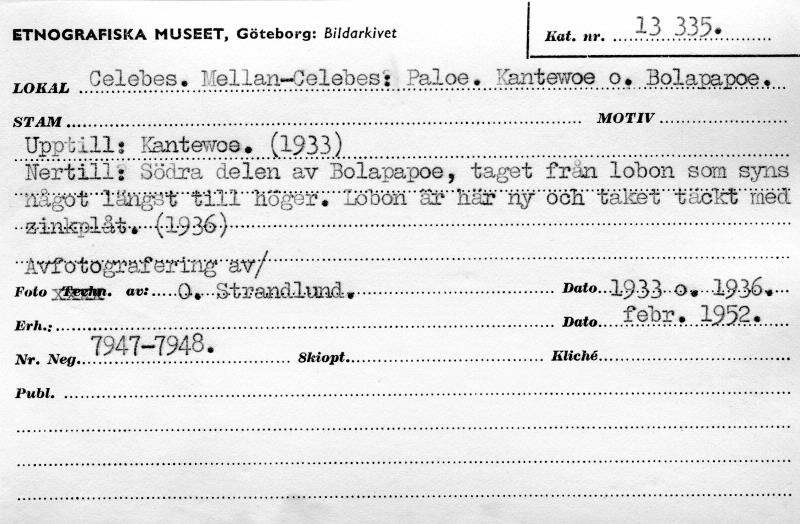 ETNOGRAFISKA MUSEET, Göteborg: Bildarkivet
Kat. nr. 13 335.
LOKAL Celebes. Mellan-Celebes: Paloe. Kantewoe o. Bolapapoe.
STAM MOTIV
Upptill: Kantewoe. (1933)
Nertill: Södra delen av Bolapapoe, taget från lobon som syns
något längst till höger. Lobon är här ny och taket täckt med
zinkplåt. (1936)
Avfotografering av/
Foto Techn. av: O. Strandlund. Dato 1933 o. 1936.
Erh.: Dato febr. 1952.
Nr. Neg. 7947-7948. Skiopt. Kliché
Publ.